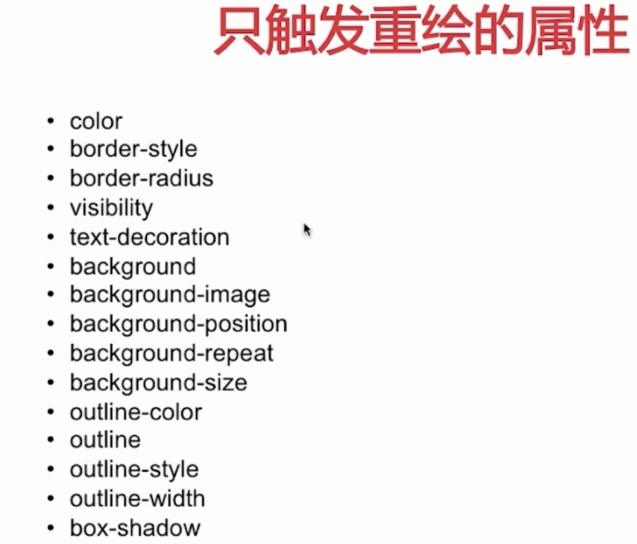 只触发重绘的属性
• color
• border-style
• border-radius
• visibility
• text-decoration
• background
• background-image
• background-position
• background-repeat
• background-size
• outline-color
• outline
• outline-style
• outline-width
• box-shadow